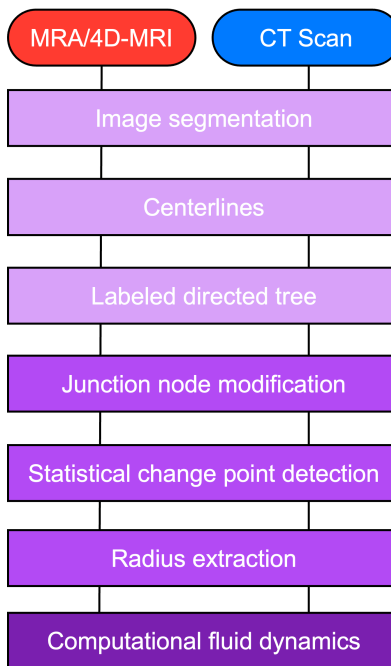 MRA/4D-MRI
CT Scan
Image segmentation
Centerlines
Labeled directed tree
Junction node modification
Statistical change point detection
Radius extraction
Computational fluid dynamics